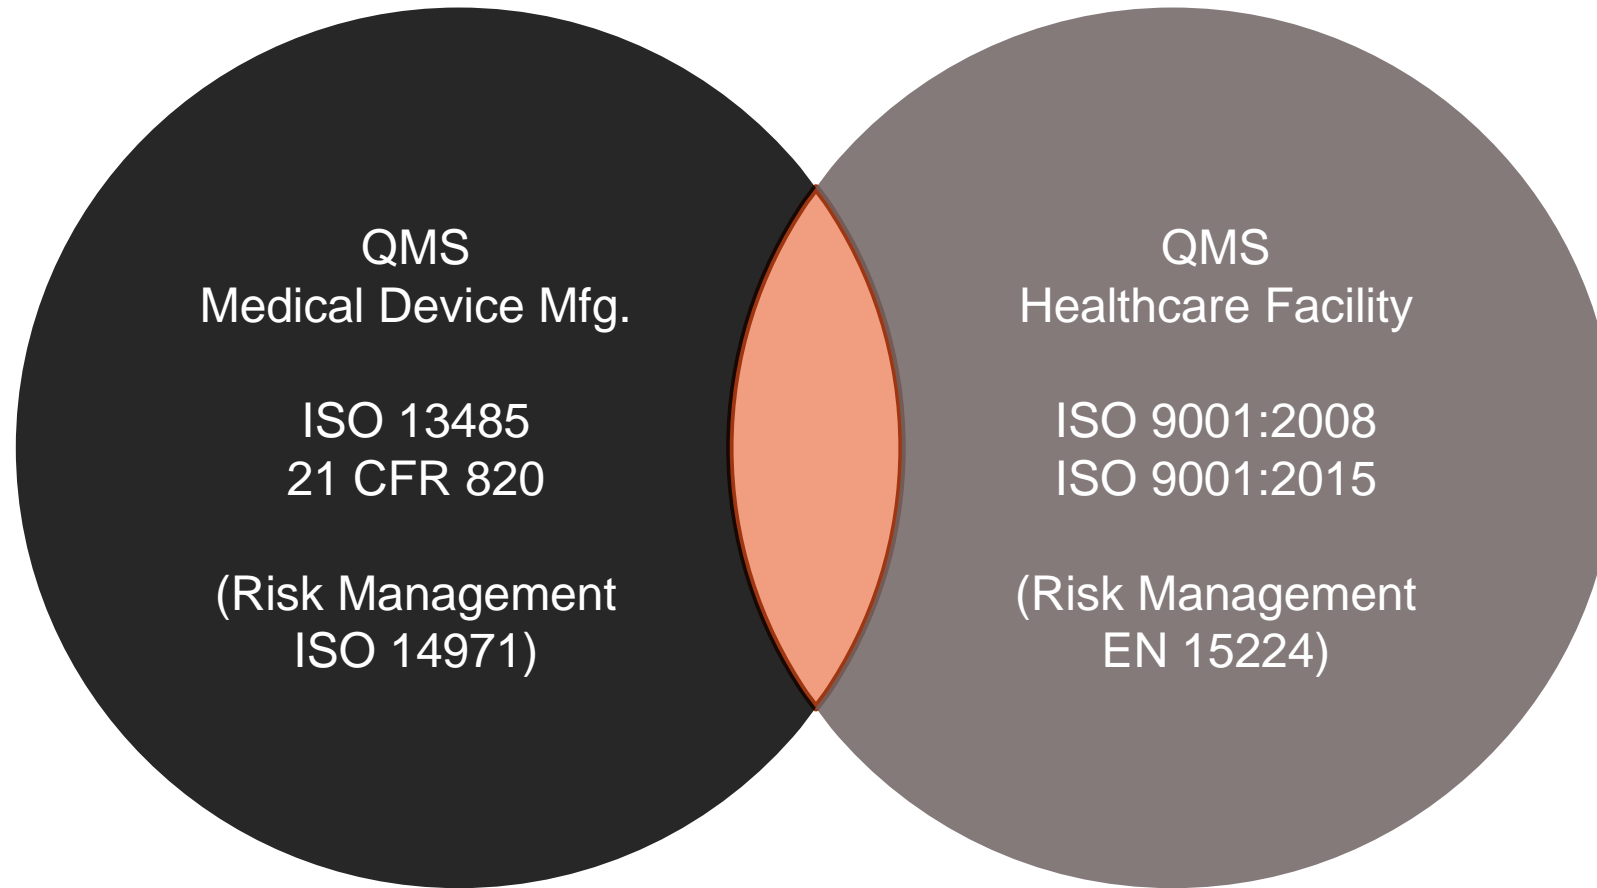 QMS
Medical Device Mfg.
ISO 13485
21 CFR 820
(Risk Management
ISO 14971)
QMS
Healthcare Facility
ISO 9001:2008
ISO 9001:2015
(Risk Management
EN 15224)